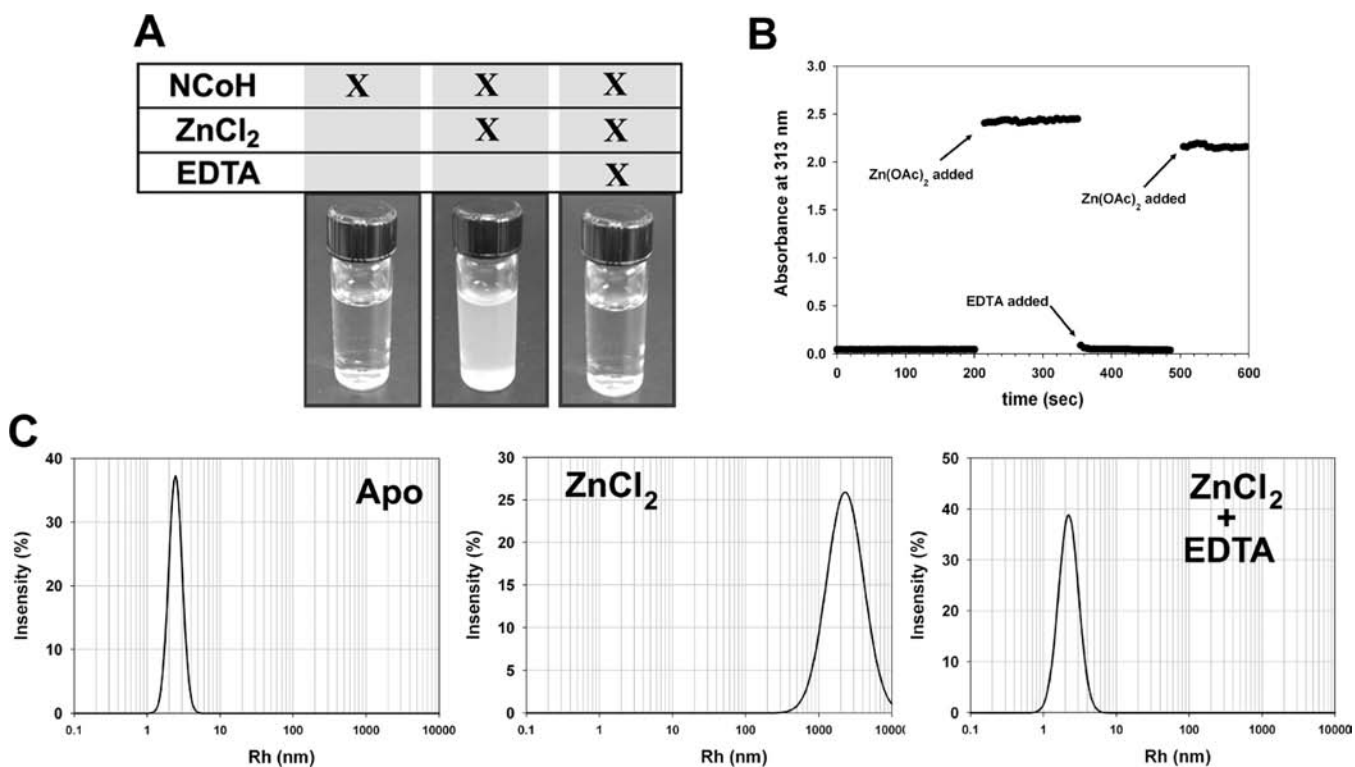 A
NCoH X X X
ZnCl2 X X
EDTA X
B
3.0
2.5
2.0
1.5
1.0
0.5
0.0
Absorbance at 313 nm
Zn(OAc)2 added
Zn(OAc)2 added
EDTA added
0 100 200 300 400 500 600
time (sec)
C
40
30
20
10
0
Insensity (%)
Apo
0.1 1 10 100 1000 10000
Rh (nm)
30
25
20
15
10
5
0
Insensity (%)
ZnCl2
0.1 1 10 100 1000 1000
Rh (nm)
50
40
30
20
10
0
Insensity (%)
ZnCl2
+
EDTA
0.1 1 10 100 1000 10000
Rh (nm)